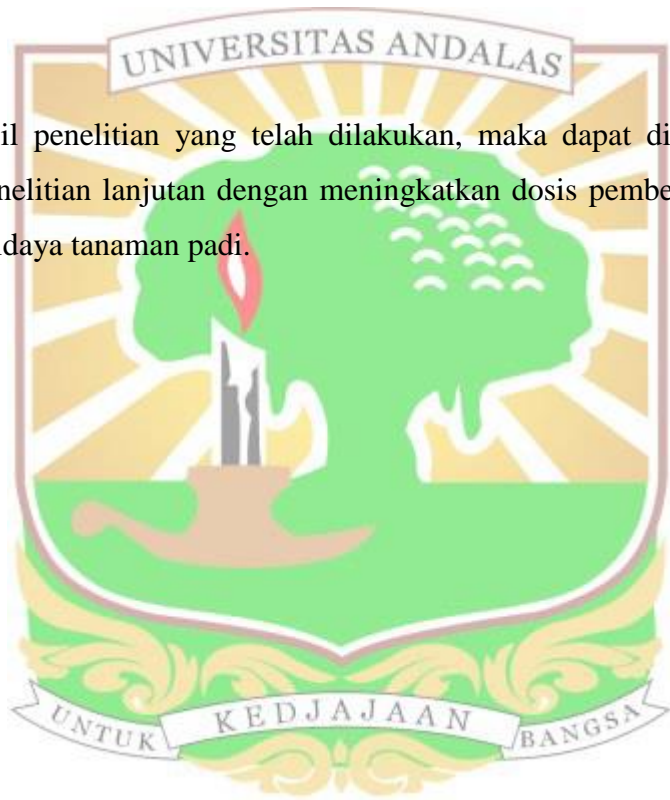 UNIVERSITAS ANDALAS
il penelitian yang telah dilakukan, maka dapat di
nelitian lanjutan dengan meningkatkan dosis pembe
idaya tanaman padi.
UNTUK KEDJAJAAN BANGSA